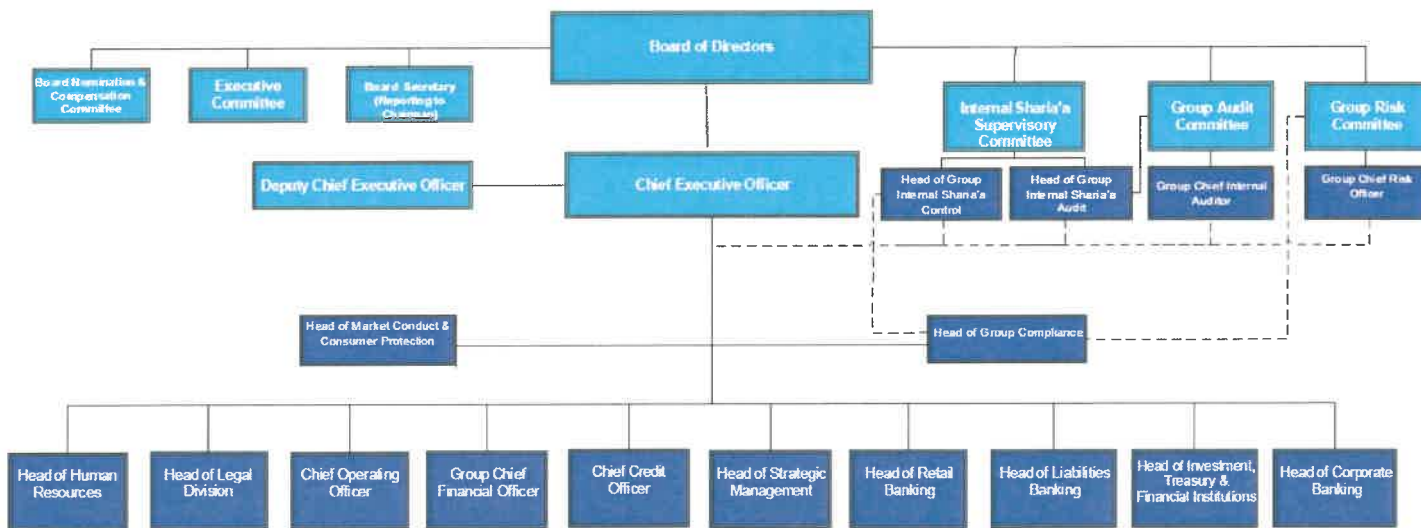 Board of Directors
Board Nomination &
Compensation
Committee
Executive
Committee
Board Secretary
(Reporting to
Chairman)
Internal Sharia'a
Supervisory
Committee
Group Audit
Committee
Group Risk
Committee
Deputy Chief Executive Officer
Chief Executive Officer
Head of Group
Internal Sharia'a
Control
Head of Group
Internal Sharia'a
Audit
Group Chief Internal
Auditor
Group Chief Risk
Officer
Head of Market Conduct &
Consumer Protection
Head of Group Compliance
Head of Human
Resources
Head of Legal
Division
Chief Operating
Officer
Group Chief
Financial Officer
Chief Credit
Officer
Head of Strategic
Management
Head of Retail
Banking
Head of Liabilities
Banking
Head of Investment,
Treasury &
Financial Institutions
Head of Corporate
Banking